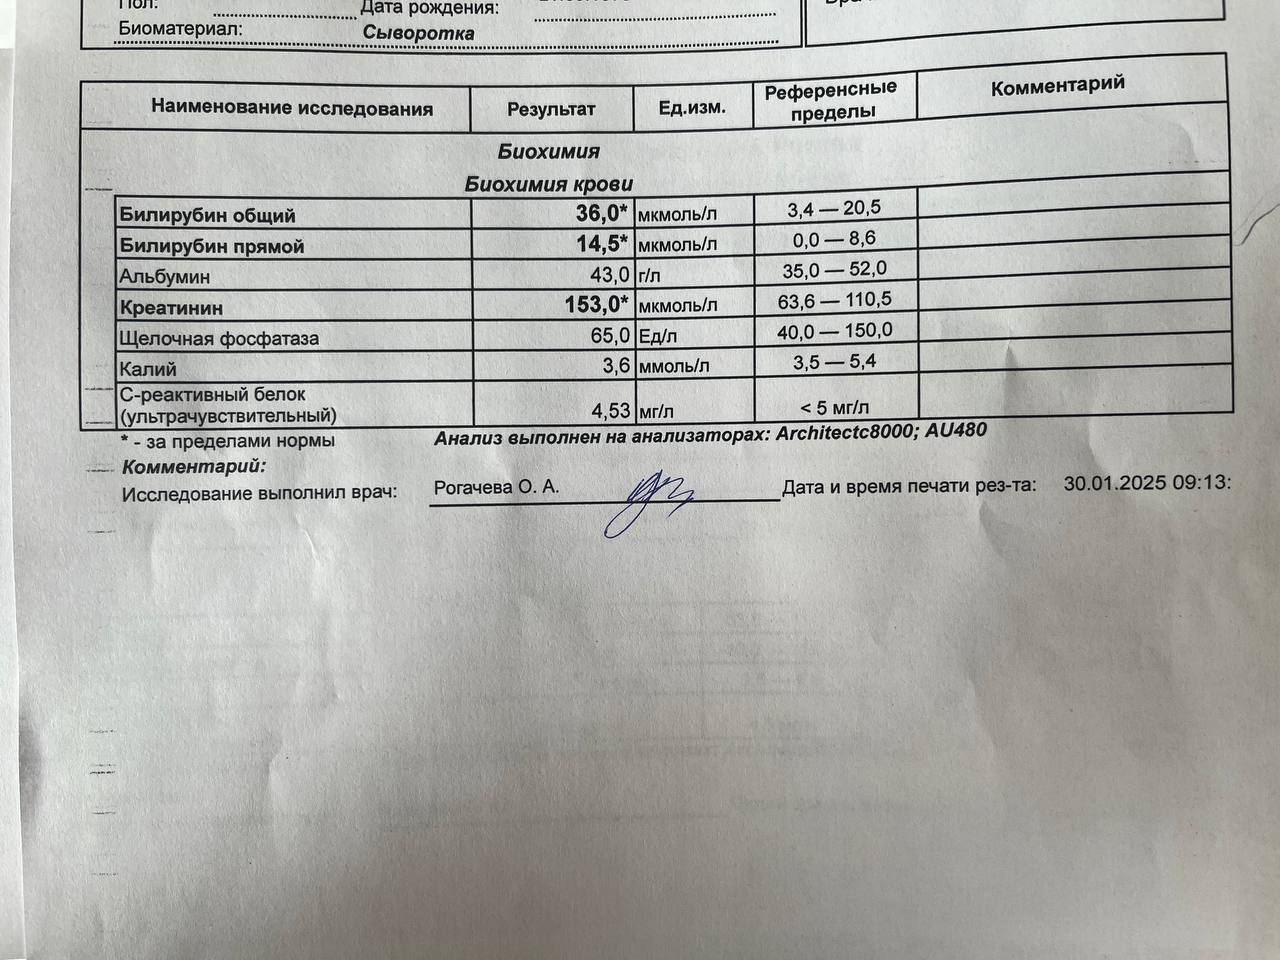 Пол: Дата рождения:
Биоматериал: Сыворотка
Наименование исследования Результат Ед.изм. Референсные пределы Комментарий
Биохимия
Биохимия крови
Билирубин общий 36,0* мкмоль/л 3,4 — 20,5
Билирубин прямой 14,5* мкмоль/л 0,0 — 8,6
Альбумин 43,0 г/л 35,0 — 52,0
Креатинин 153,0* мкмоль/л 63,6 — 110,5
Щелочная фосфатаза 65,0 Ед/л 40,0 — 150,0
Калий 3,6 ммоль/л 3,5 — 5,4
С-реактивный белок
(ультрачувствительный) 4,53 мг/л < 5 мг/л
* - за пределами нормы Анализ выполнен на анализаторах: Architectc8000; AU480
Комментарий:
Исследование выполнил врач: Рогачева О. А. Дата и время печати рез-та: 30.01.2025 09:13: